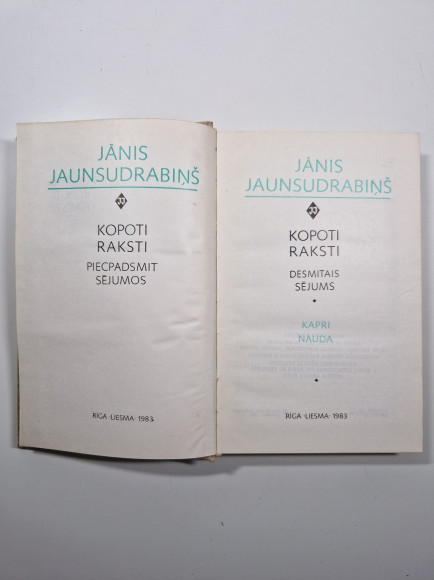 JĀNIS
JAUNSUDRABIŅŠ
KOPOTI
RAKSTI
PIECPADSMIT
SĒJUMOS
RĪGA ·LIESMA· 1983
JĀNIS
JAUNSUDRABIŅŠ
KOPOTI
RAKSTI
DESMITAIS
SĒJUMS
KAPRI
NAUDA
RĪGA ·LIESMA· 1983